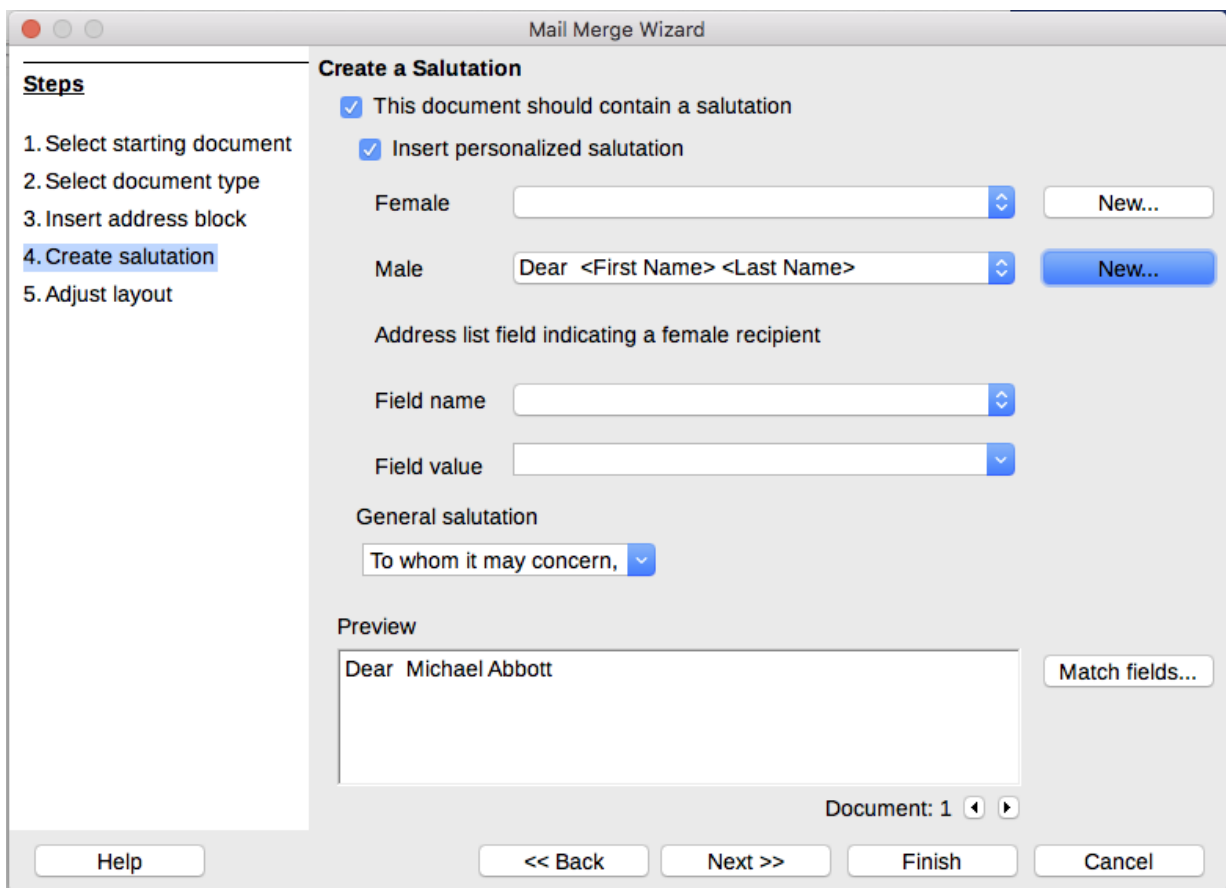 Mail Merge Wizard
Steps
1. Select starting document
2. Select document type
3. Insert address block
4. Create salutation
5. Adjust layout
Create a Salutation
This document should contain a salutation
Insert personalized salutation
Female
New...
Male Dear  <First Name> <Last Name> New...
Address list field indicating a female recipient
Field name
Field value
General salutation
To whom it may concern,
Preview
Dear  Michael Abbott
Match fields...
Document: 1
Help << Back Next >> Finish Cancel